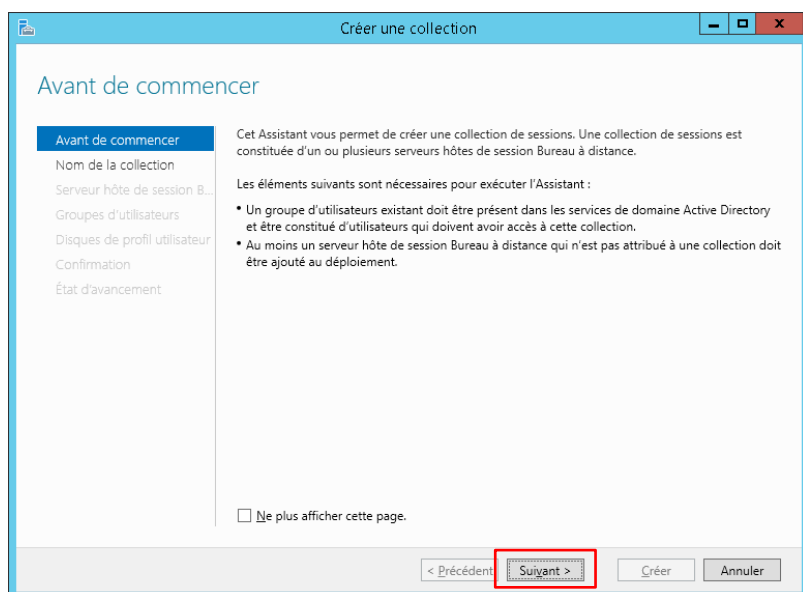 Créer une collection
Avant de commencer
Avant de commencer
Nom de la collection
Serveur hôte de session B...
Groupes d'utilisateurs
Disques de profil utilisateur
Confirmation
État d'avancement
Cet Assistant vous permet de créer une collection de sessions. Une collection de sessions est
constituée d'un ou plusieurs serveurs hôtes de session Bureau à distance.
Les éléments suivants sont nécessaires pour exécuter l'Assistant :
• Un groupe d'utilisateurs existant doit être présent dans les services de domaine Active Directory
et être constitué d'utilisateurs qui doivent avoir accès à cette collection.
• Au moins un serveur hôte de session Bureau à distance qui n'est pas attribué à une collection doit
être ajouté au déploiement.
Ne plus afficher cette page.
< Précédent
Suivant >
Créer
Annuler